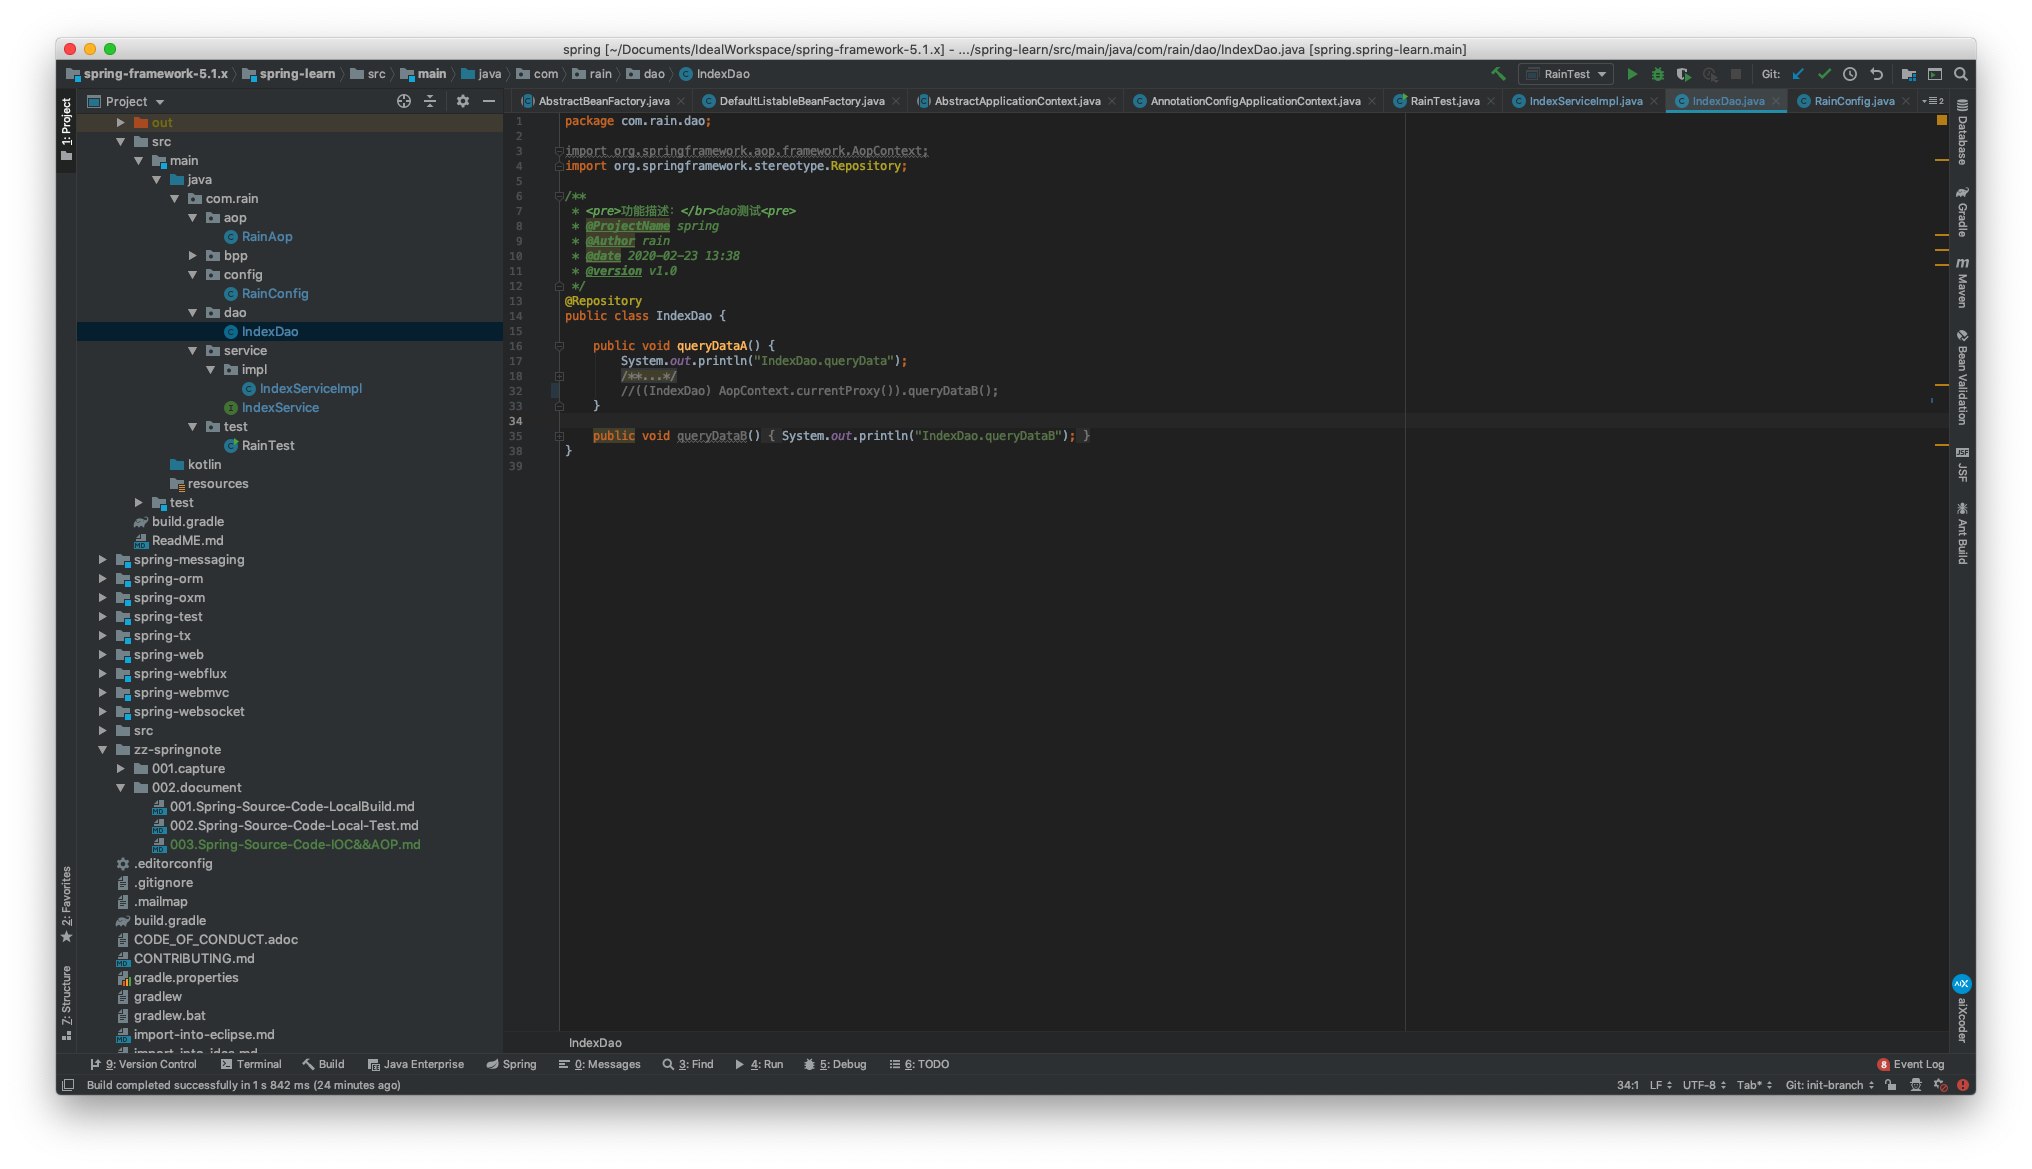 spring [~/Documents/IdealWorkspace/spring-framework-5.1.x] - .../spring-learn/src/main/java/com/rain/dao/IndexDao.java [spring.spring-learn.main]
spring-framework-5.1.x spring-learn src main java com rain dao IndexDao
RainTest Git:
1: Project
2: Favorites
7: Structure
Project
out
src
main
java
com.rain
aop
RainAop
bpp
config
RainConfig
dao
IndexDao
service
impl
IndexServiceImpl
IndexService
test
RainTest
kotlin
resources
test
build.gradle
ReadME.md
spring-messaging
spring-orm
spring-oxm
spring-test
spring-tx
spring-web
spring-webflux
spring-webmvc
spring-websocket
src
zz-springnote
001.capture
002.document
001.Spring-Source-Code-LocalBuild.md
002.Spring-Source-Code-Local-Test.md
003.Spring-Source-Code-IOC&&AOP.md
.editorconfig
.gitignore
.mailmap
build.gradle
CODE_OF_CONDUCT.adoc
CONTRIBUTING.md
gradle.properties
gradlew
gradlew.bat
import-into-eclipse.md
import-into-idea.md
AbstractBeanFactory.java DefaultListableBeanFactory.java AbstractApplicationContext.java AnnotationConfigApplicationContext.java RainTest.java IndexServiceImpl.java IndexDao.java RainConfig.java 2
1 package com.rain.dao;
2
3 import org.springframework.aop.framework.AopContext;
4 import org.springframework.stereotype.Repository;
5
6 /**
7 * <pre>功能描述: </br>dao测试<pre>
8 * @ProjectName spring
9 * @Author rain
10 * @date 2020-02-23 13:38
11 * @version v1.0
12 */
13 @Repository
14 public class IndexDao {
15
16 public void queryDataA() {
17 System.out.println("IndexDao.queryData");
18 /**...*/
32 //((IndexDao) AopContext.currentProxy()).queryDataB();
33 }
34
35 public void queryDataB() { System.out.println("IndexDao.queryDataB"); }
38 }
39
IndexDao
Database
Gradle
m
Maven
Bean Validation
JSF
JSF
Ant Build
AIX
aiXcoder
9: Version Control Terminal Build Java Enterprise Spring 0: Messages 3: Find 4: Run 5: Debug 6: TODO 8 Event Log
Build completed successfully in 1 s 842 ms (24 minutes ago) 34:1 LF UTF-8 Tab* Git: init-branch